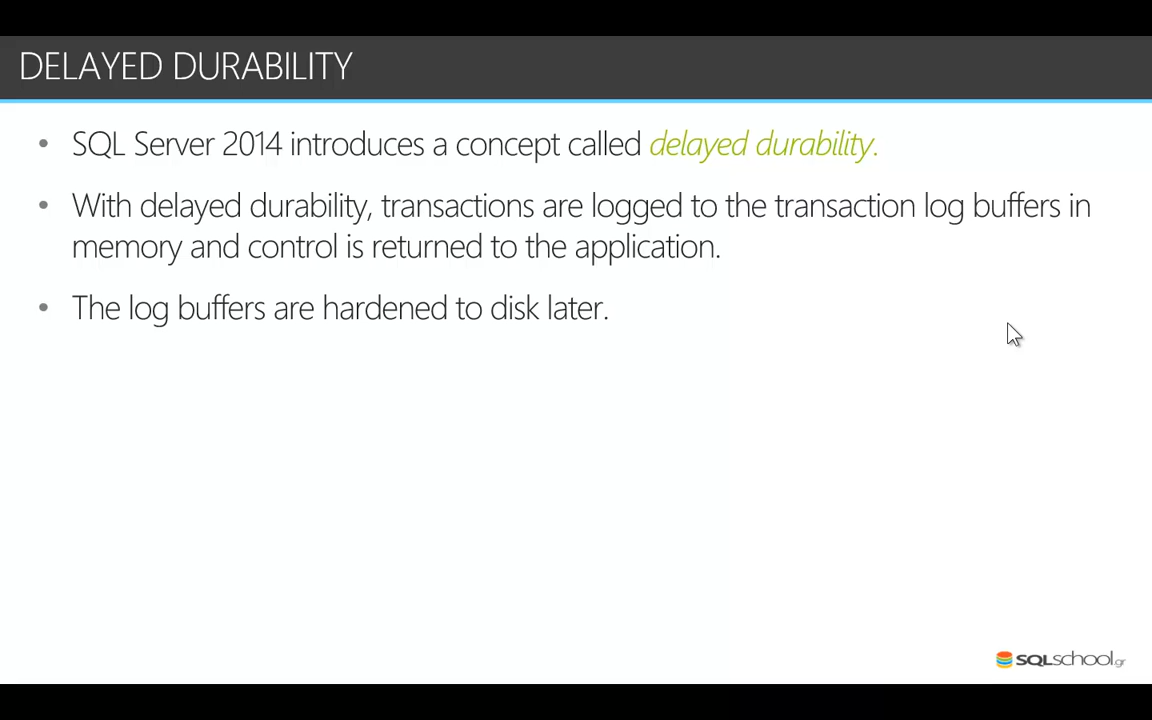 DELAYED DURABILITY
• SQL Server 2014 introduces a concept called delayed durability.
• With delayed durability, transactions are logged to the transaction log buffers in
memory and control is returned to the application.
• The log buffers are hardened to disk later.
SQLschool.gr